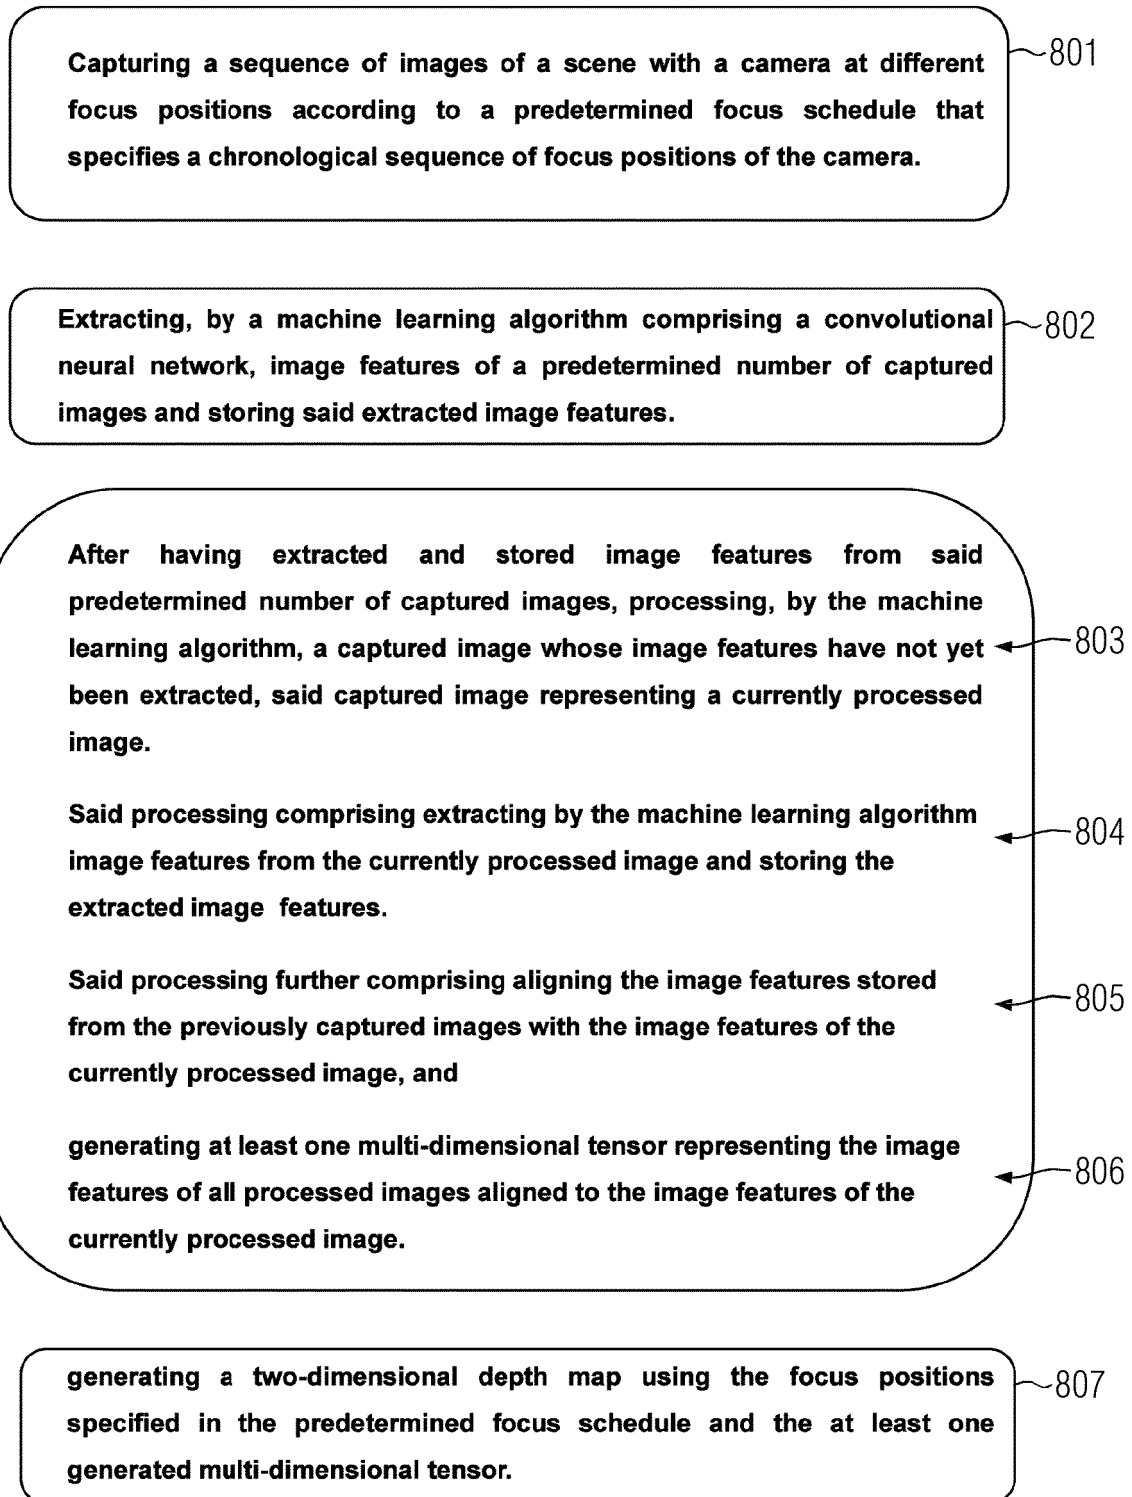 Capturing a sequence of images of a scene with a camera at different
focus positions according to a predetermined focus schedule that
specifies a chronological sequence of focus positions of the camera.
801
Extracting, by a machine learning algorithm comprising a convolutional
neural network, image features of a predetermined number of captured
images and storing said extracted image features.
802
After having extracted and stored image features from said
predetermined number of captured images, processing, by the machine
learning algorithm, a captured image whose image features have not yet
been extracted, said captured image representing a currently processed
image.
803
Said processing comprising extracting by the machine learning algorithm
image features from the currently processed image and storing the
extracted image features.
804
Said processing further comprising aligning the image features stored
from the previously captured images with the image features of the
currently processed image, and
805
generating at least one multi-dimensional tensor representing the image
features of all processed images aligned to the image features of the
currently processed image.
806
generating a two-dimensional depth map using the focus positions
specified in the predetermined focus schedule and the at least one
generated multi-dimensional tensor.
807